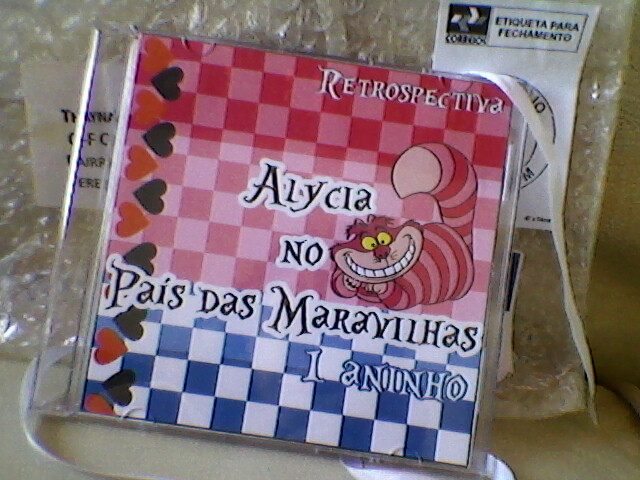 CORREIOS
ETIQUETA PARA
FECHAMENTO
Retrospectiva
Alycia
no
País das Maravilhas
1 aninho